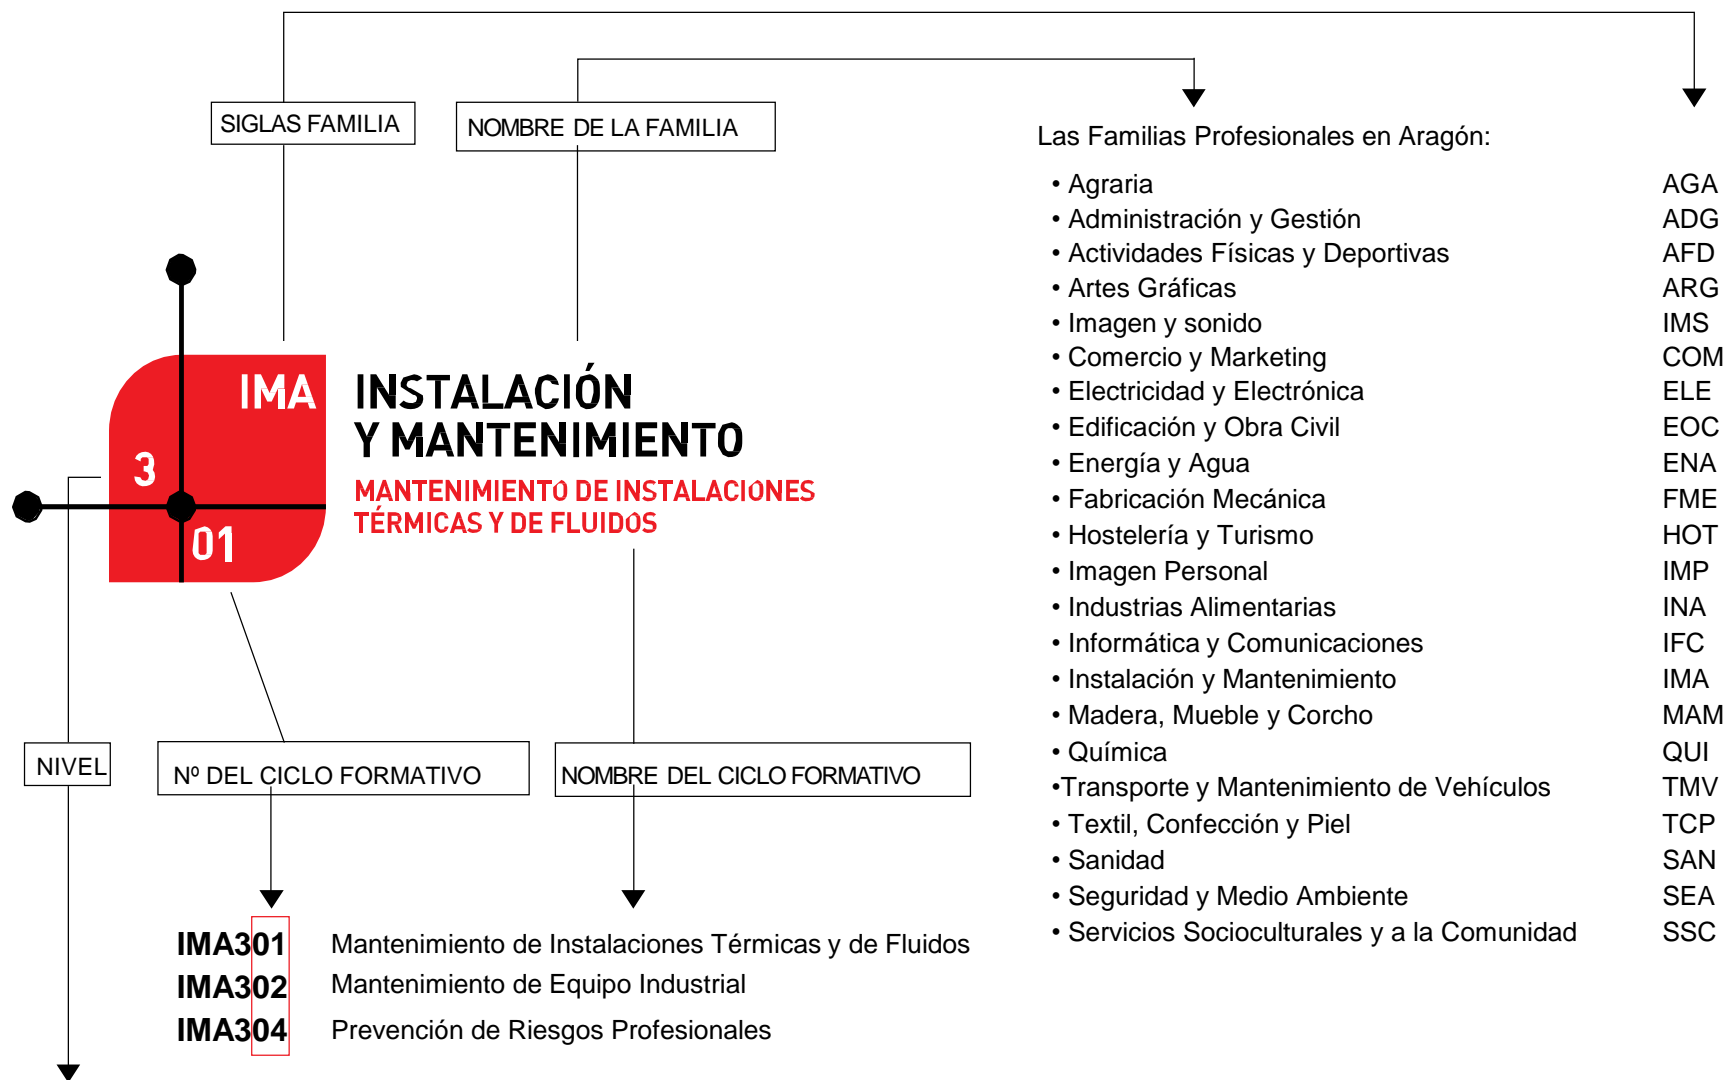 SIGLAS FAMILIA
NOMBRE DE LA FAMILIA
IMA
3
01
INSTALACIÓN
Y MANTENIMIENTO
MANTENIMIENTO DE INSTALACIONES
TÉRMICAS Y DE FLUIDOS
NIVEL
Nº DEL CICLO FORMATIVO
NOMBRE DEL CICLO FORMATIVO
IMA301 Mantenimiento de Instalaciones Térmicas y de Fluidos
IMA302 Mantenimiento de Equipo Industrial
IMA304 Prevención de Riesgos Profesionales
Las Familias Profesionales en Aragón:
• Agraria AGA
• Administración y Gestión ADG
• Actividades Físicas y Deportivas AFD
• Artes Gráficas ARG
• Imagen y sonido IMS
• Comercio y Marketing COM
• Electricidad y Electrónica ELE
• Edificación y Obra Civil EOC
• Energía y Agua ENA
• Fabricación Mecánica FME
• Hostelería y Turismo HOT
• Imagen Personal IMP
• Industrias Alimentarias INA
• Informática y Comunicaciones IFC
• Instalación y Mantenimiento IMA
• Madera, Mueble y Corcho MAM
• Química QUI
•Transporte y Mantenimiento de Vehículos TMV
• Textil, Confección y Piel TCP
• Sanidad SAN
• Seguridad y Medio Ambiente SEA
• Servicios Socioculturales y a la Comunidad SSC